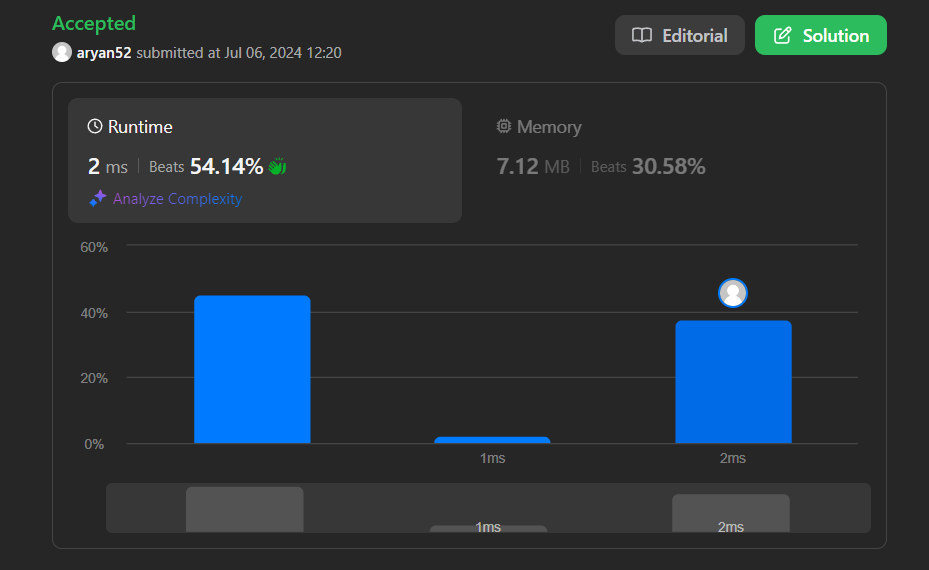 Accepted
aryan52 submitted at Jul 06, 2024 12:20
Editorial
Solution
Runtime
2 ms | Beats 54.14%
Analyze Complexity
Memory
7.12 MB | Beats 30.58%
60%
40%
20%
0%
1ms
2ms
1ms
2ms